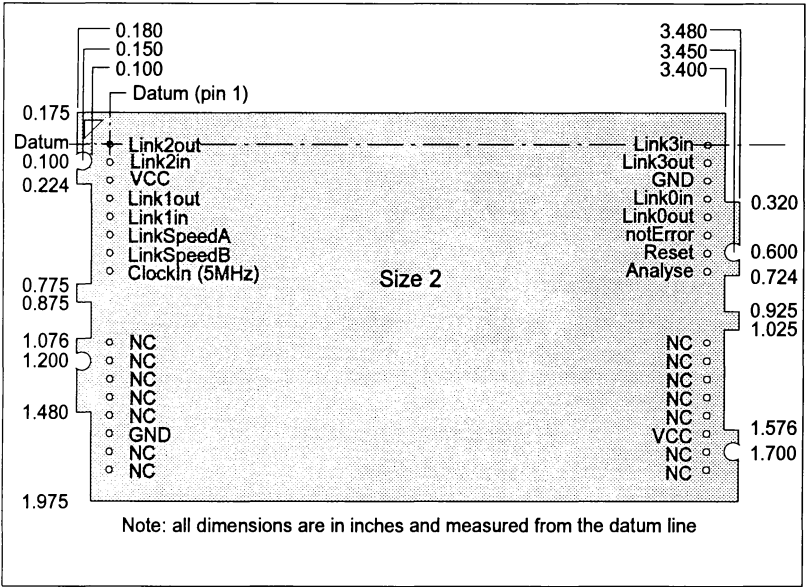 0.180 3.480
0.150 3.450
0.100 3.400
Datum (pin 1)
0.175
Datum Link2out Link3in
0.100 Link2in Link3out
0.224 VCC GND
Link1out Link0in 0.320
Link1in Link0out
LinkSpeedA notError
LinkSpeedB Reset 0.600
ClockIn (5MHz) Size 2 Analyse 0.724
0.775
0.875 0.925
1.025
1.076 NC NC
1.200 NC NC
NC NC
NC NC
1.480 NC NC
GND VCC 1.576
NC NC 1.700
NC NC
1.975
Note: all dimensions are in inches and measured from the datum line